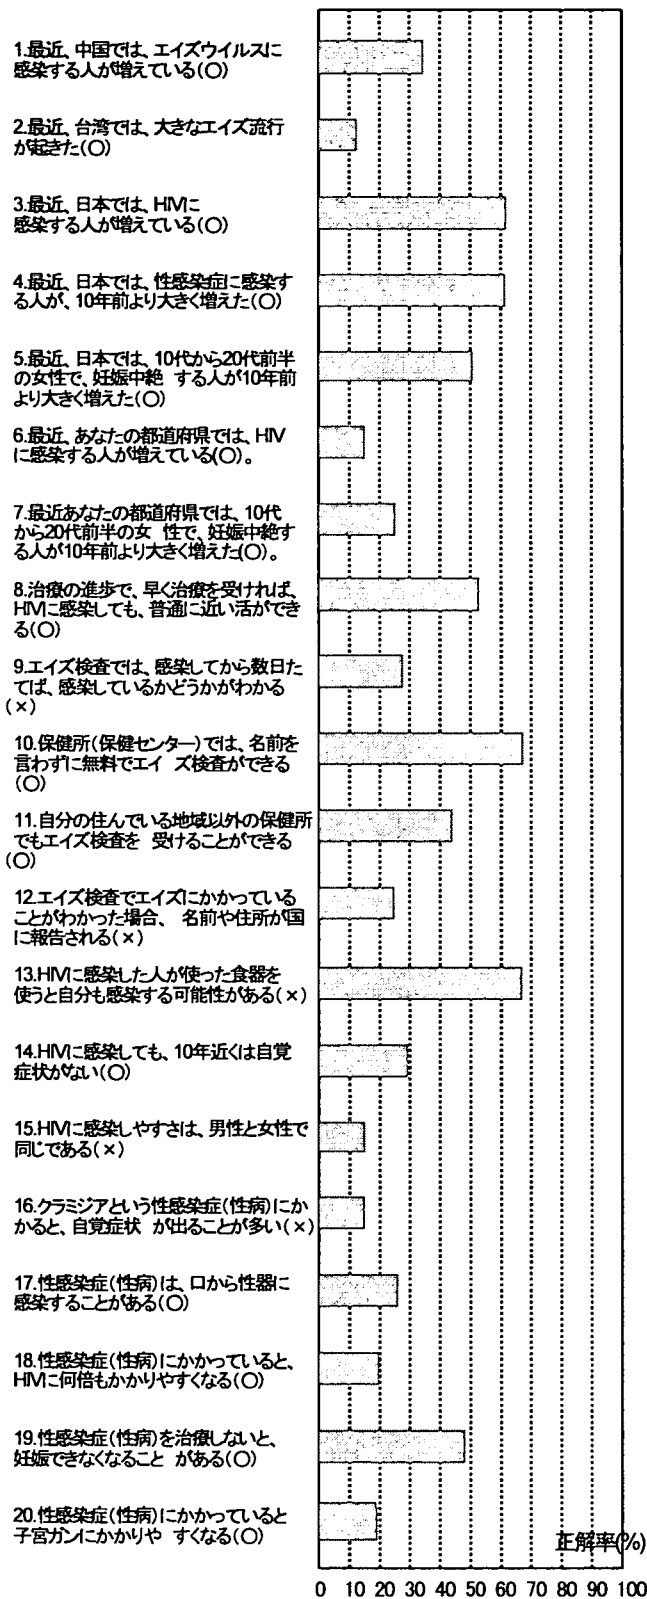 1.最近、中国では、エイズウイルスに
感染する人が増えている(○)
2.最近、台湾では、大きなエイズ流行
が起きた(○)
3.最近、日本では、HIVに
感染する人が増えている(○)
4.最近、日本では、性感染症に感染す
る人が、10年前より大きく増えた(○)
5.最近、日本では、10代から20代前半
の女性で、妊娠中絶 する人が10年前
より大きく増えた(○)
6.最近、あなたの都道府県では、HIV
に感染する人が増えている(○)。
7.最近あなたの都道府県では、10代
から20代前半の女 性で、妊娠中絶す
る人が10年前より大きく増えた(○)。
8.治療の進歩で、早く治療を受ければ、
HIVに感染しても、普通に近い活ができ
る(○)
9.エイズ検査では、感染してから数日た
てば、感染しているかどうかがわかる
(×)
10.保健所(保健センター)では、名前を
言わずに無料でエイ ズ検査ができる
(○)
11.自分の住んでいる地域以外の保健所
でもエイズ検査を 受けることができる
(○)
12.エイズ検査でエイズにかかっている
ことがわかった場合、 名前や住所が国
に報告される(×)
13.HIVに感染した人が使った食器を
使うと自分も感染する可能性がある(×)
14.HIVに感染しても、10年近くは自覚
症状がない(○)
15.HIVに感染しやすさは、男性と女性で
同じである(×)
16.クラミジアという性感染症(性病)にか
かると、自覚症状 が出ることが多い(×)
17.性感染症(性病)は、口から性器に
感染することがある(○)
18.性感染症(性病)にかかっていると、
HIVに何倍もかかりやすくなる(○)
19.性感染症(性病)を治療しないと、
妊娠できなくなること がある(○)
20.性感染症(性病)にかかっていると
子宮ガンにかかりや すくなる(○)
正解率(%)
0 10 20 30 40 50 60 70 80 90 100